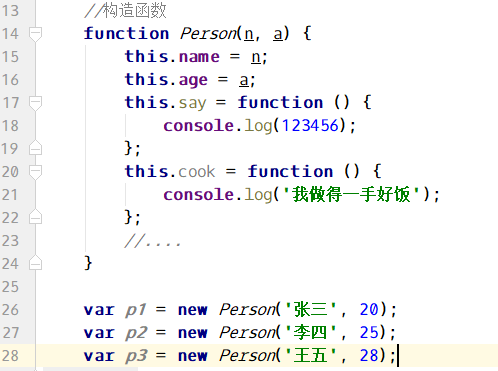 13 //构造函数
14 function Person(n, a) {
15 this.name = n;
16 this.age = a;
17 this.say = function () {
18 console.log(123456);
19 };
20 this.cook = function () {
21 console.log('我做得一手好饭');
22 };
23 //....
24 }
25
26 var p1 = new Person('张三', 20);
27 var p2 = new Person('李四', 25);
28 var p3 = new Person('王五', 28);